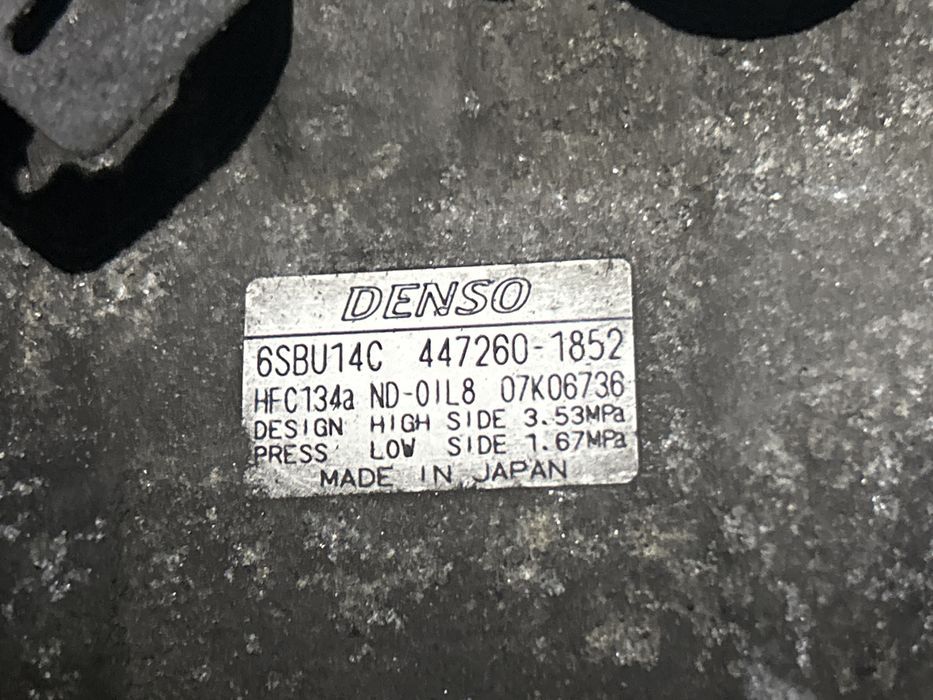 DENSO
6SBU14C 447260-1852
HFC134a ND-OIL8 07K06736
DESIGN HIGH SIDE 3.53MPa
PRESS LOW SIDE 1.67MPa
MADE IN JAPAN